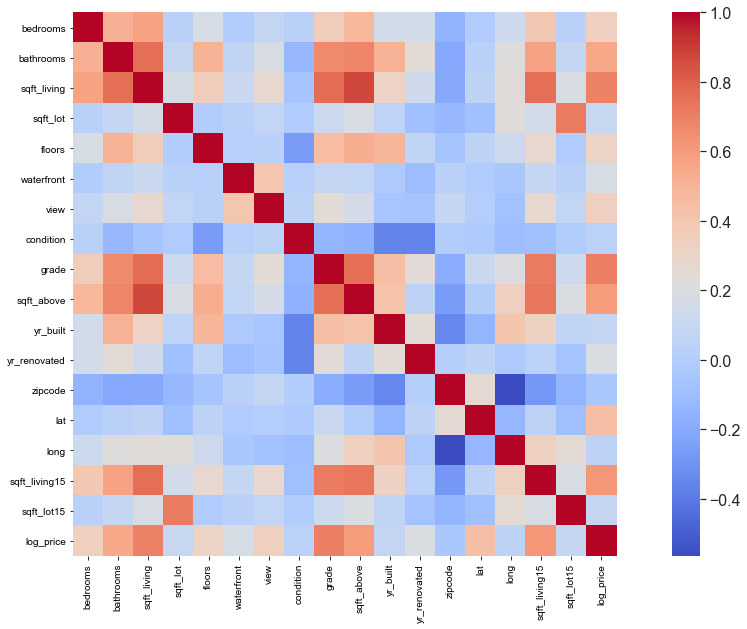 bedrooms
bathrooms
sqft_living
sqft_lot
floors
waterfront
view
condition
grade
sqft_above
yr_built
yr_renovated
zipcode
lat
long
sqft_living15
sqft_lot15
log_price
bedrooms
bathrooms
sqft_living
sqft_lot
floors
waterfront
view
condition
grade
sqft_above
yr_built
yr_renovated
zipcode
lat
long
sqft_living15
sqft_lot15
log_price
1.0
0.8
0.6
0.4
0.2
0.0
−0.2
−0.4